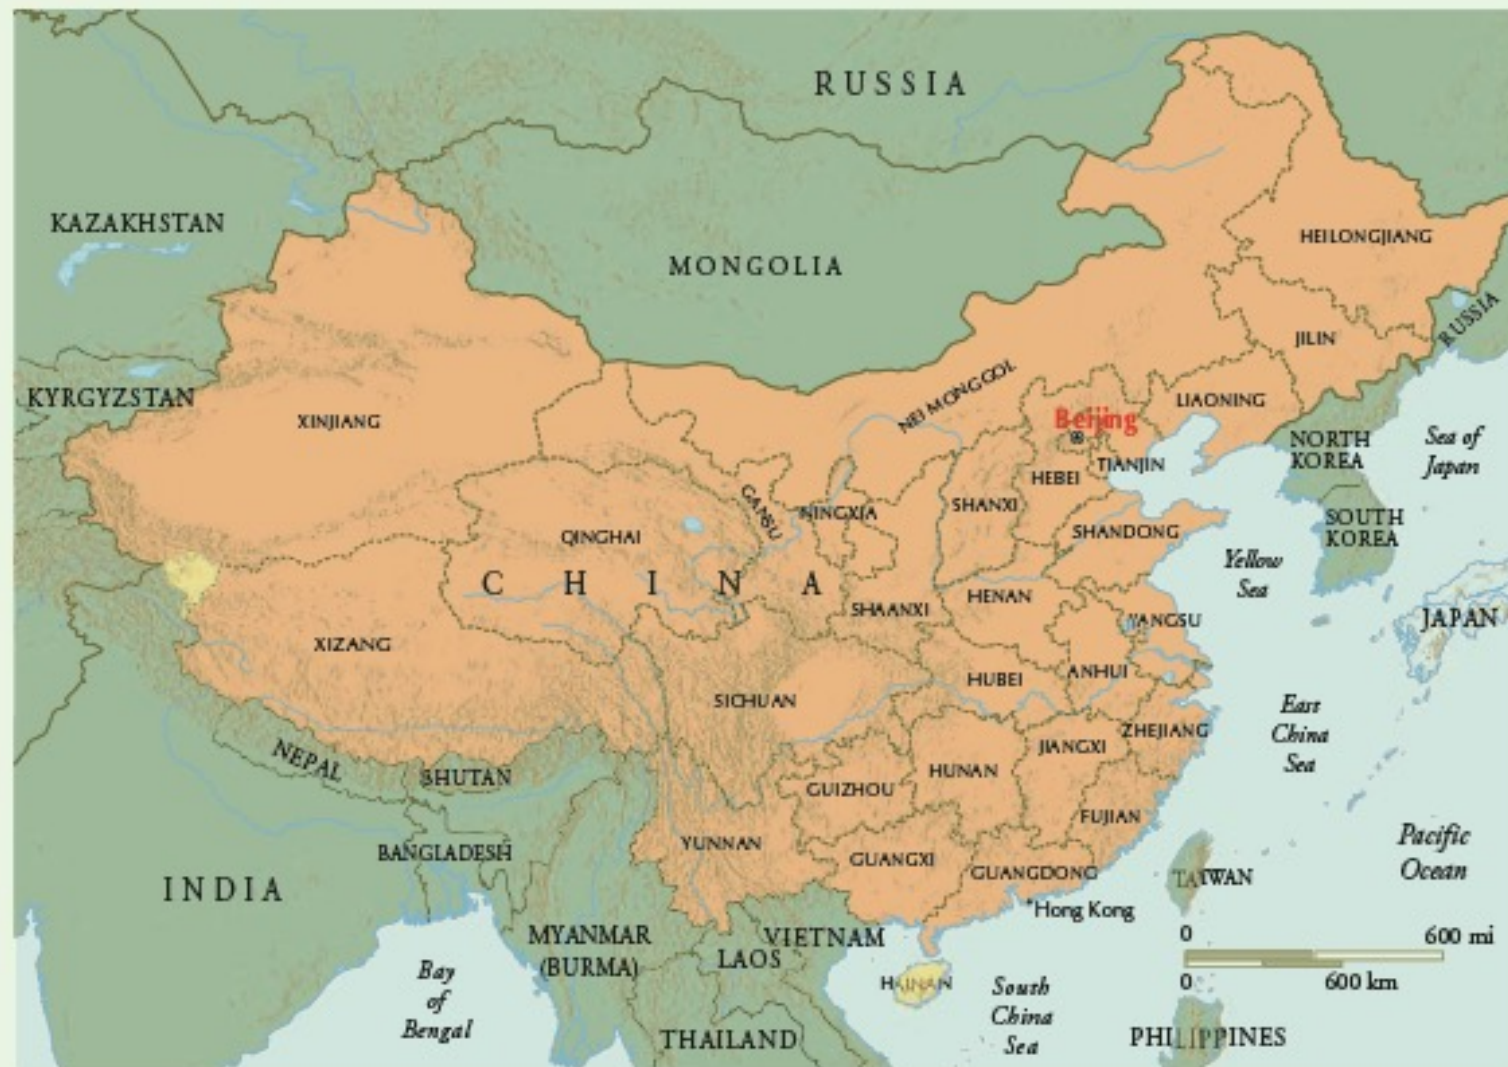 RUSSIA
KAZAKHSTAN
MONGOLIA
HEILONGJIANG
RUSSIA
JILIN
KYRGYZSTAN
XINJIANG
NEI MONGOL
LIAONING
Beijing
NORTH
KOREA
Sea of
Japan
TIANJIN
HEBEI
GANSU
NINGXIA
SHANXI
SHANDONG
SOUTH
KOREA
QINGHAI
Yellow
Sea
CHINA
SHAANXI
HENAN
YANGSU
JAPAN
XIZANG
SICHUAN
HUBEI
ANHUI
East
China
Sea
ZHEJIANG
JIANGXI
NEPAL
BHUTAN
HUNAN
GUIZHOU
FUJIAN
YUNNAN
Pacific
Ocean
BANGLADESH
GUANGXI
GUANGDONG
TAIWAN
INDIA
Hong Kong
MYANMAR
(BURMA)
VIETNAM
LAOS
0
600 mi
0
600 km
Bay
of
Bengal
HAINAN
South
China
Sea
THAILAND
PHILIPPINES